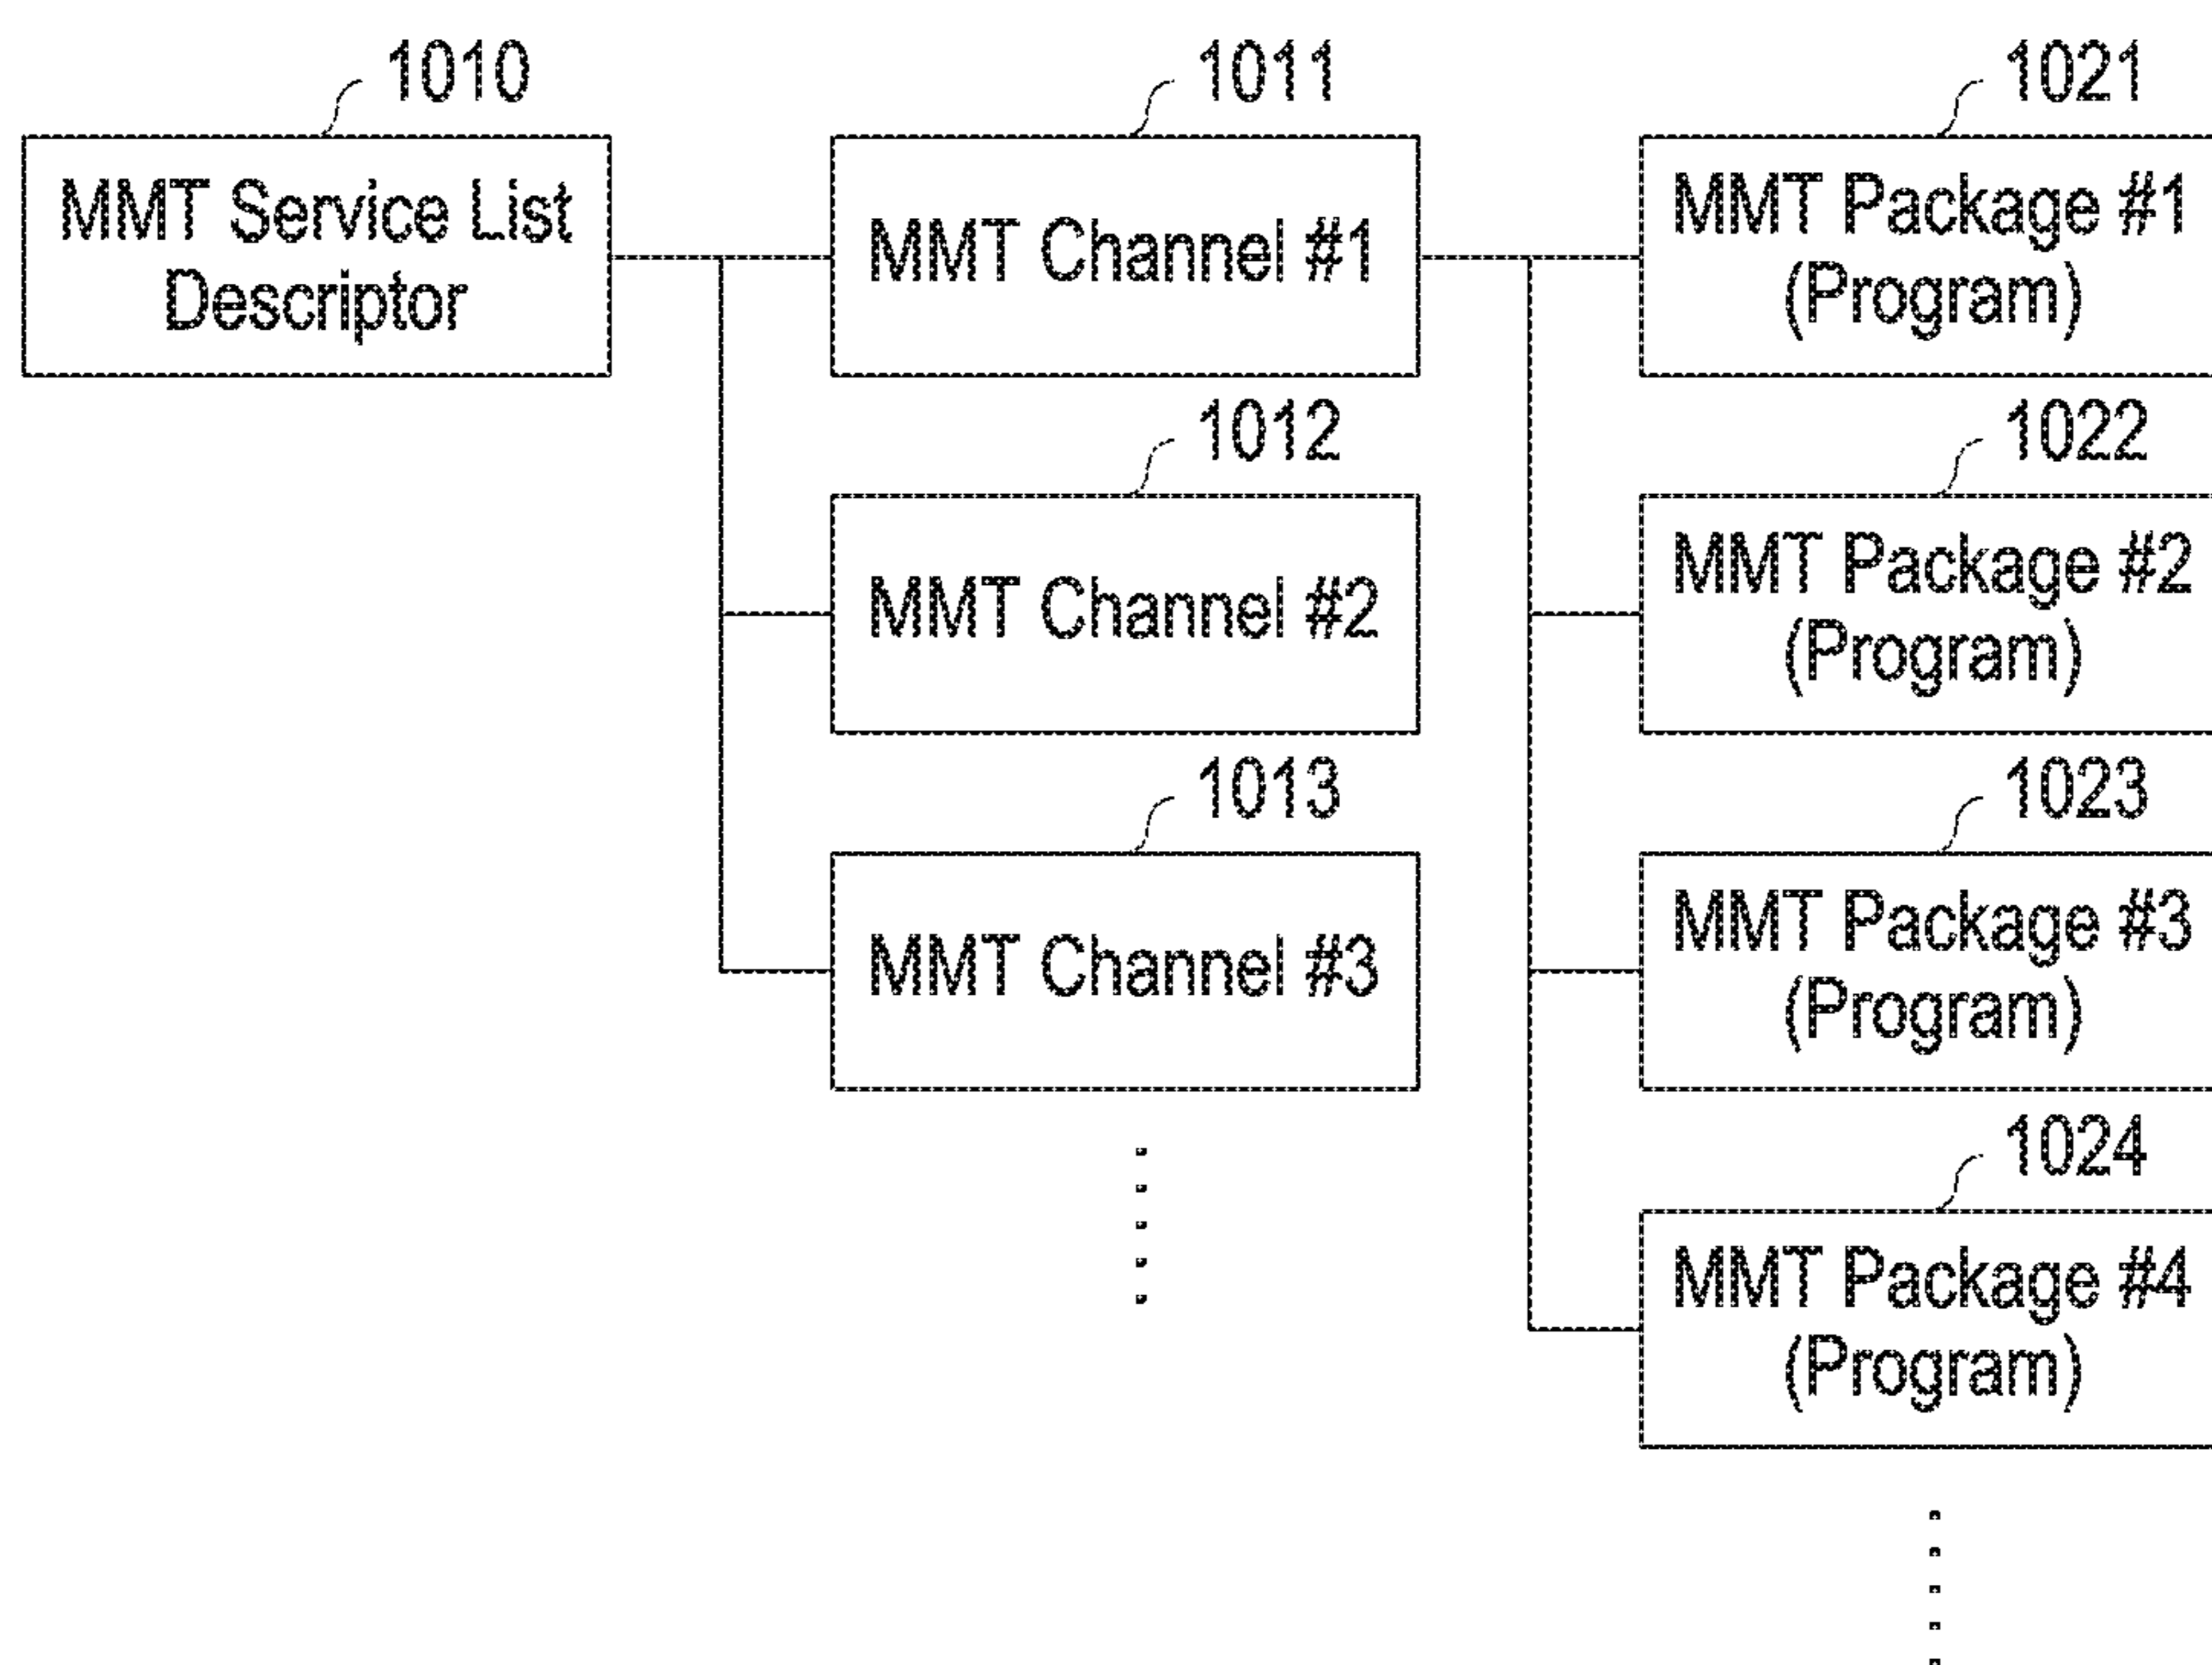 1010
MMT Service List
Descriptor
1011
MMT Channel #1
1012
MMT Channel #2
1013
MMT Channel #3
1021
MMT Package #1
(Program)
1022
MMT Package #2
(Program)
1023
MMT Package #3
(Program)
1024
MMT Package #4
(Program)